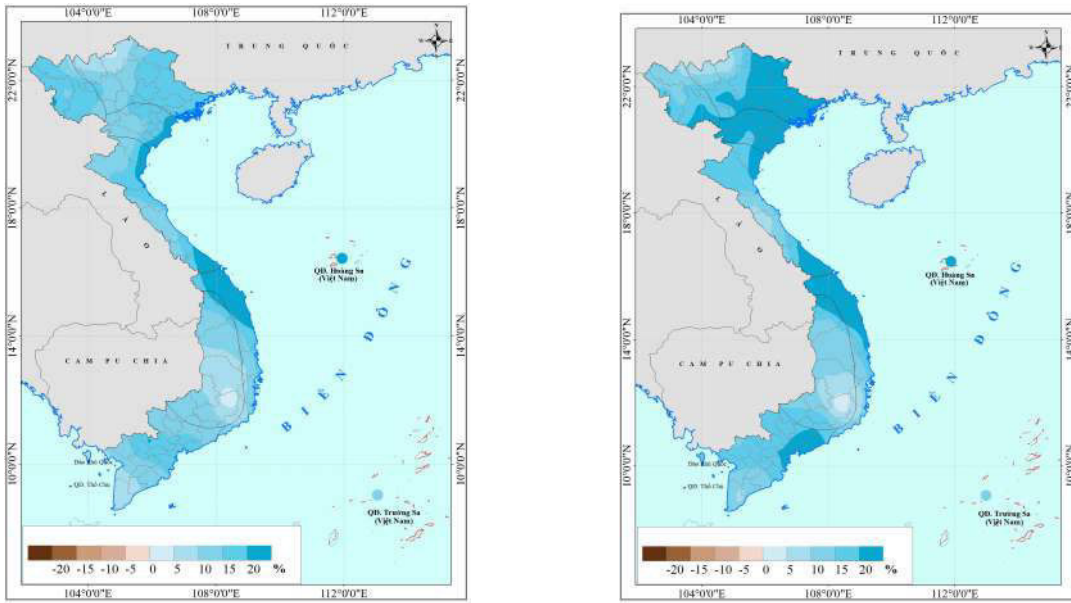 104°0'0"E 108°0'0"E 112°0'0"E
TRUNG QUỐC
22°0'0"N
18°0'0"N
LÀO
QĐ. Hoàng Sa
(Việt Nam)
14°0'0"N
CAM PU CHIA
BIỂN ĐÔNG
10°0'0"N
QĐ. Thổ Chu
QĐ. Trường Sa
(Việt Nam)
-20 -15 -10 -5 0 5 10 15 20 %
104°0'0"E 108°0'0"E 112°0'0"E
104°0'0"E 108°0'0"E 112°0'0"E
TRUNG QUỐC
22°0'0"N
18°0'0"N
LÀO
QĐ. Hoàng Sa
(Việt Nam)
14°0'0"N
CAM PU CHIA
BIỂN ĐÔNG
10°0'0"N
QĐ. Thổ Chu
QĐ. Trường Sa
(Việt Nam)
-20 -15 -10 -5 0 5 10 15 20 %
104°0'0"E 108°0'0"E 112°0'0"E